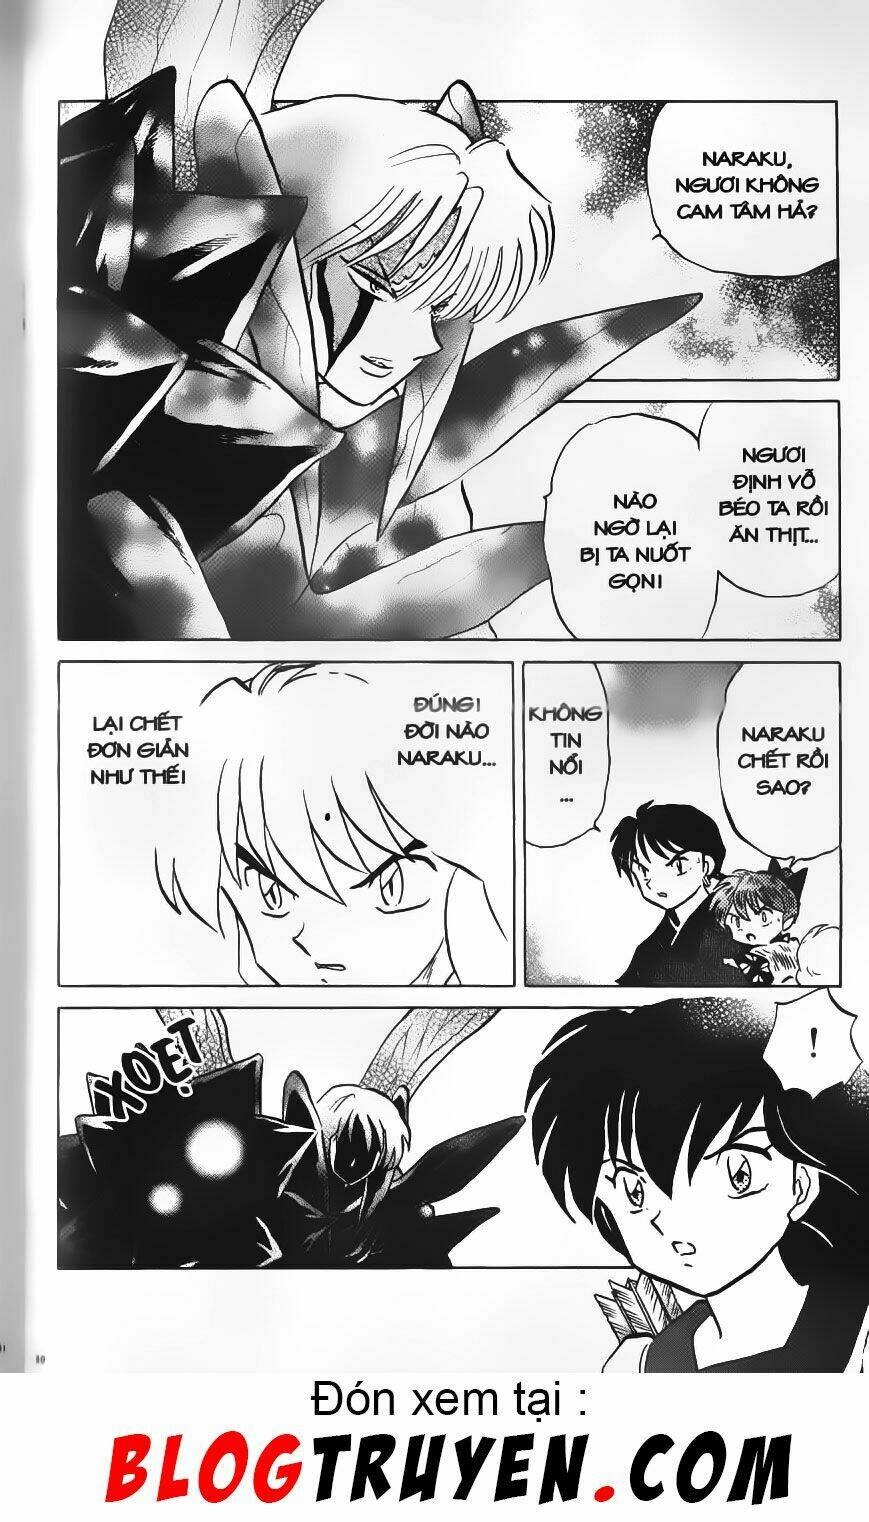 NARAKU,
NGƯƠI KHÔNG
CAM TÂM HẢ?
NGƯƠI
ĐỊNH VỖ
BÉO TA RỒI
ĂN THỊT...
NÀO
NGỜ LẠI
BỊ TA NUỐT
GỌN!
NARAKU
CHẾT RỒI
SAO?
KHÔNG
TIN
NỔI
...
ĐÚNG!
ĐỜI NÀO
NARAKU...
LẠI CHẾT
ĐƠN GIẢN
NHƯ THẾ!
!
XOẸT
Đón xem tại :
BLOGTRUYEN.COM